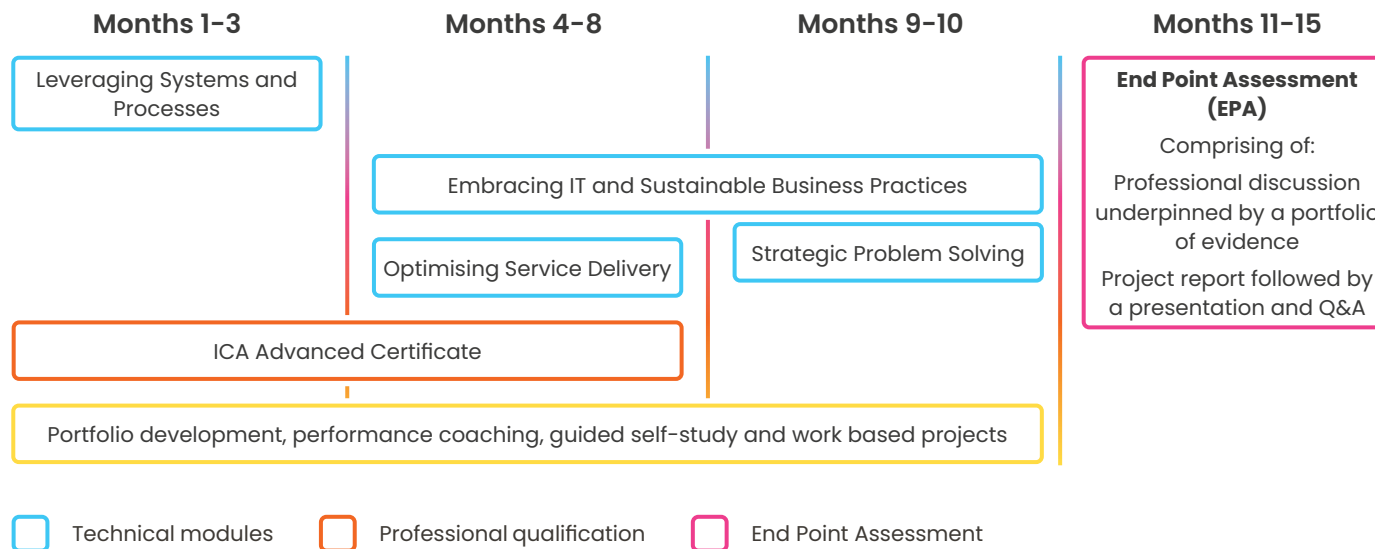 Months 1-3
Months 4-8
Months 9-10
Months 11-15
Leveraging Systems and
Processes
Embracing IT and Sustainable Business Practices
Optimising Service Delivery
Strategic Problem Solving
ICA Advanced Certificate
Portfolio development, performance coaching, guided self-study and work based projects
End Point Assessment
(EPA)
Comprising of:
Professional discussion
underpinned by a portfolio
of evidence
Project report followed by
a presentation and Q&A
Technical modules
Professional qualification
End Point Assessment